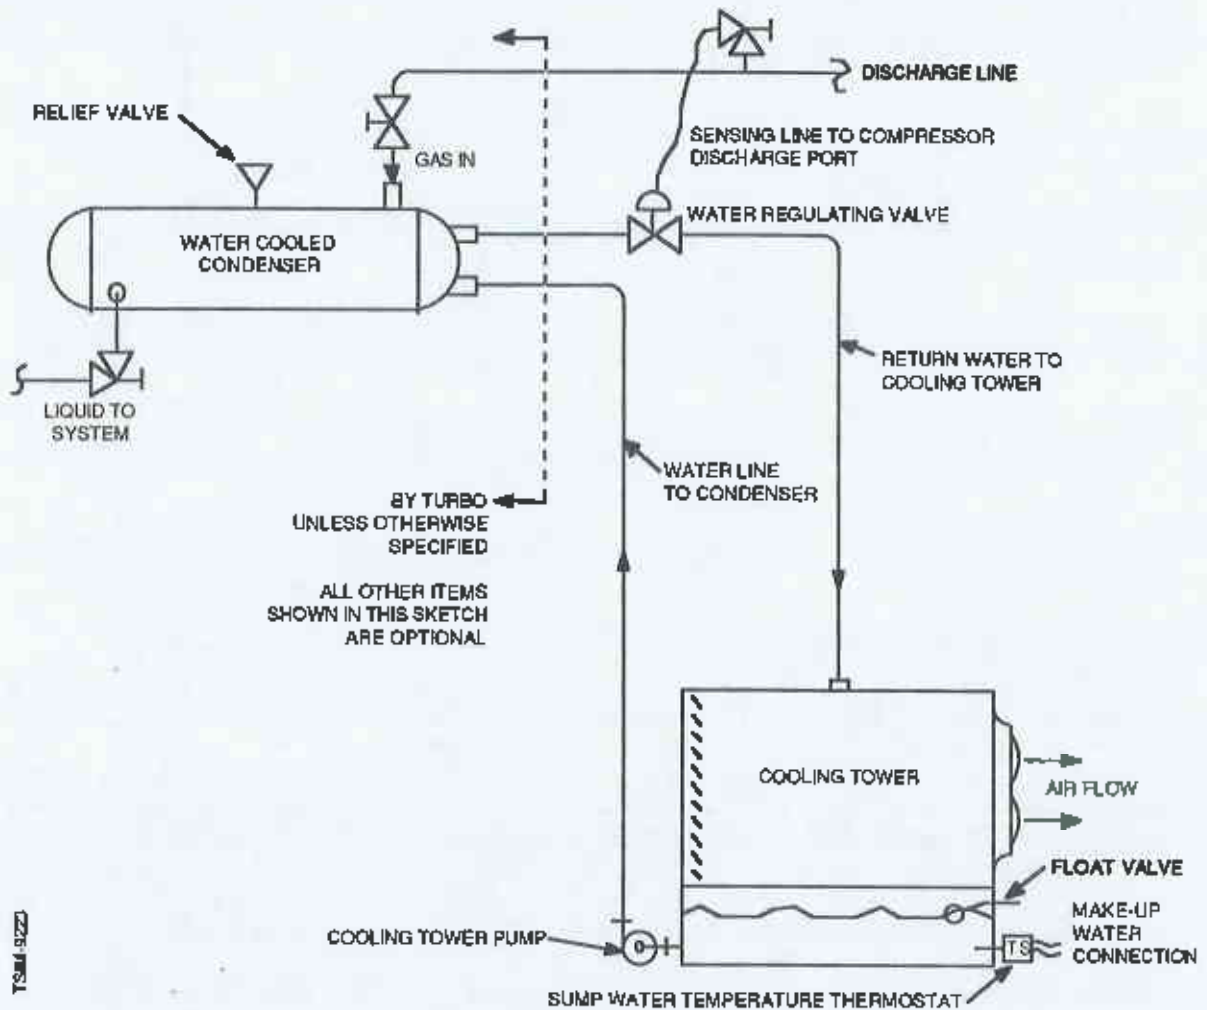 DISCHARGE LINE
RELIEF VALVE
SENSING LINE TO COMPRESSOR
DISCHARGE PORT
GAS IN
WATER REGULATING VALVE
WATER COOLED
CONDENSER
RETURN WATER TO
COOLING TOWER
LIQUID TO
SYSTEM
WATER LINE
TO CONDENSER
BY TURBO
UNLESS OTHERWISE
SPECIFIED
ALL OTHER ITEMS
SHOWN IN THIS SKETCH
ARE OPTIONAL
COOLING TOWER
AIR FLOW
FLOAT VALVE
MAKE-UP
WATER
CONNECTION
COOLING TOWER PUMP
TS
SUMP WATER TEMPERATURE THERMOSTAT